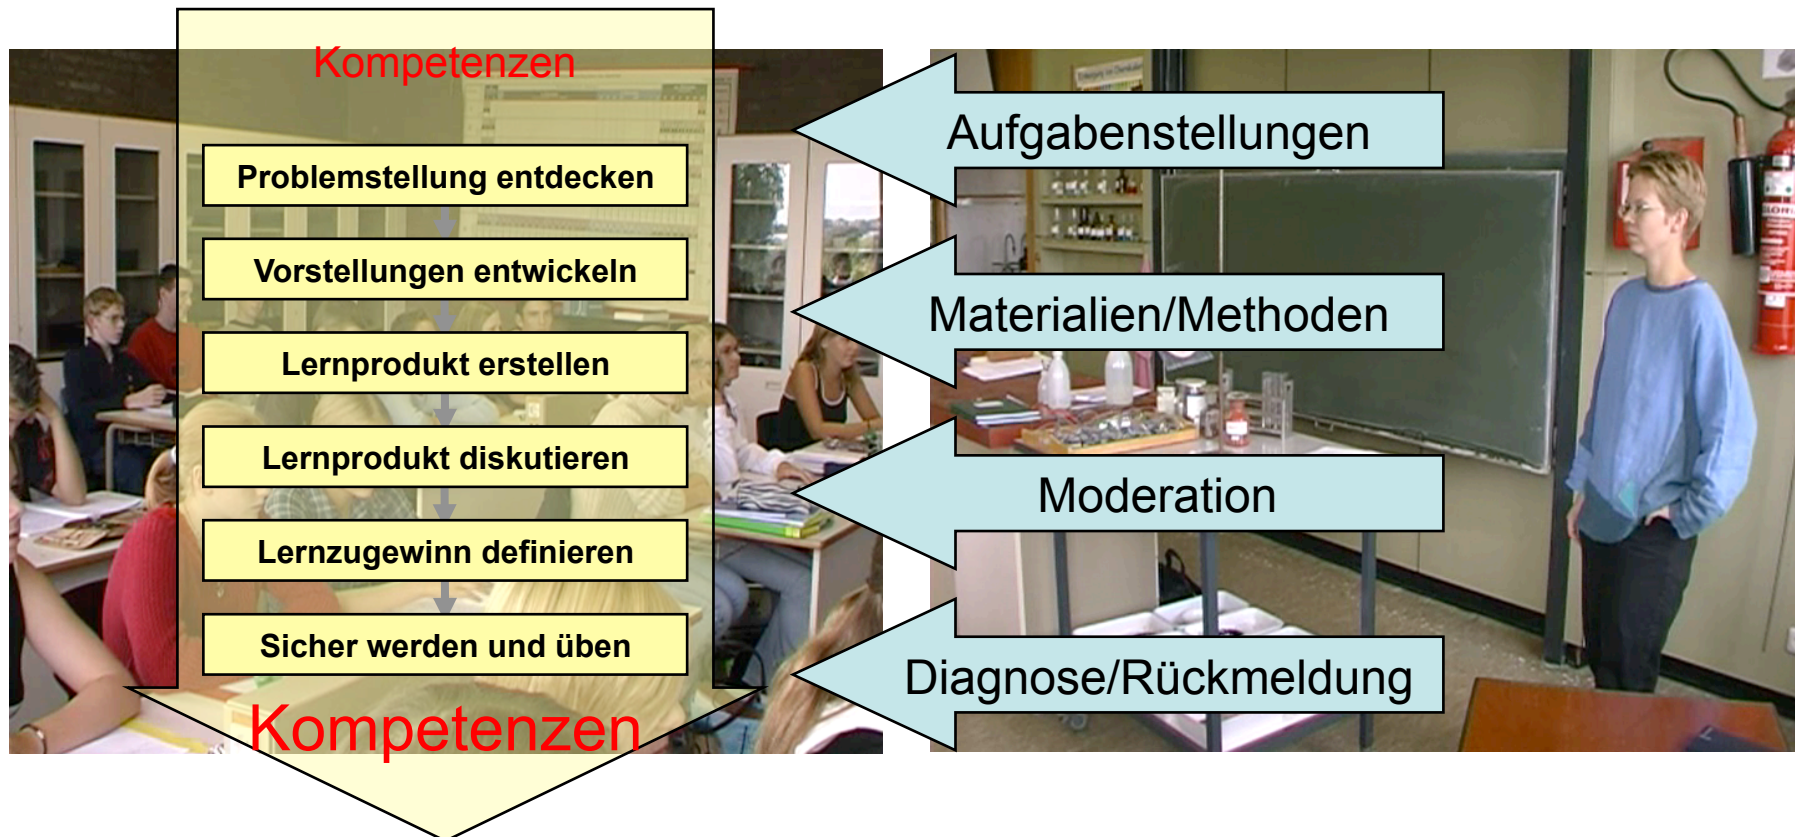 Kompetenzen
Problemstellung entdecken
Vorstellungen entwickeln
Lernprodukt erstellen
Lernprodukt diskutieren
Lernzugewinn definieren
Sicher werden und üben
Kompetenzen
Aufgabenstellungen
Materialien/Methoden
Moderation
Diagnose/Rückmeldung